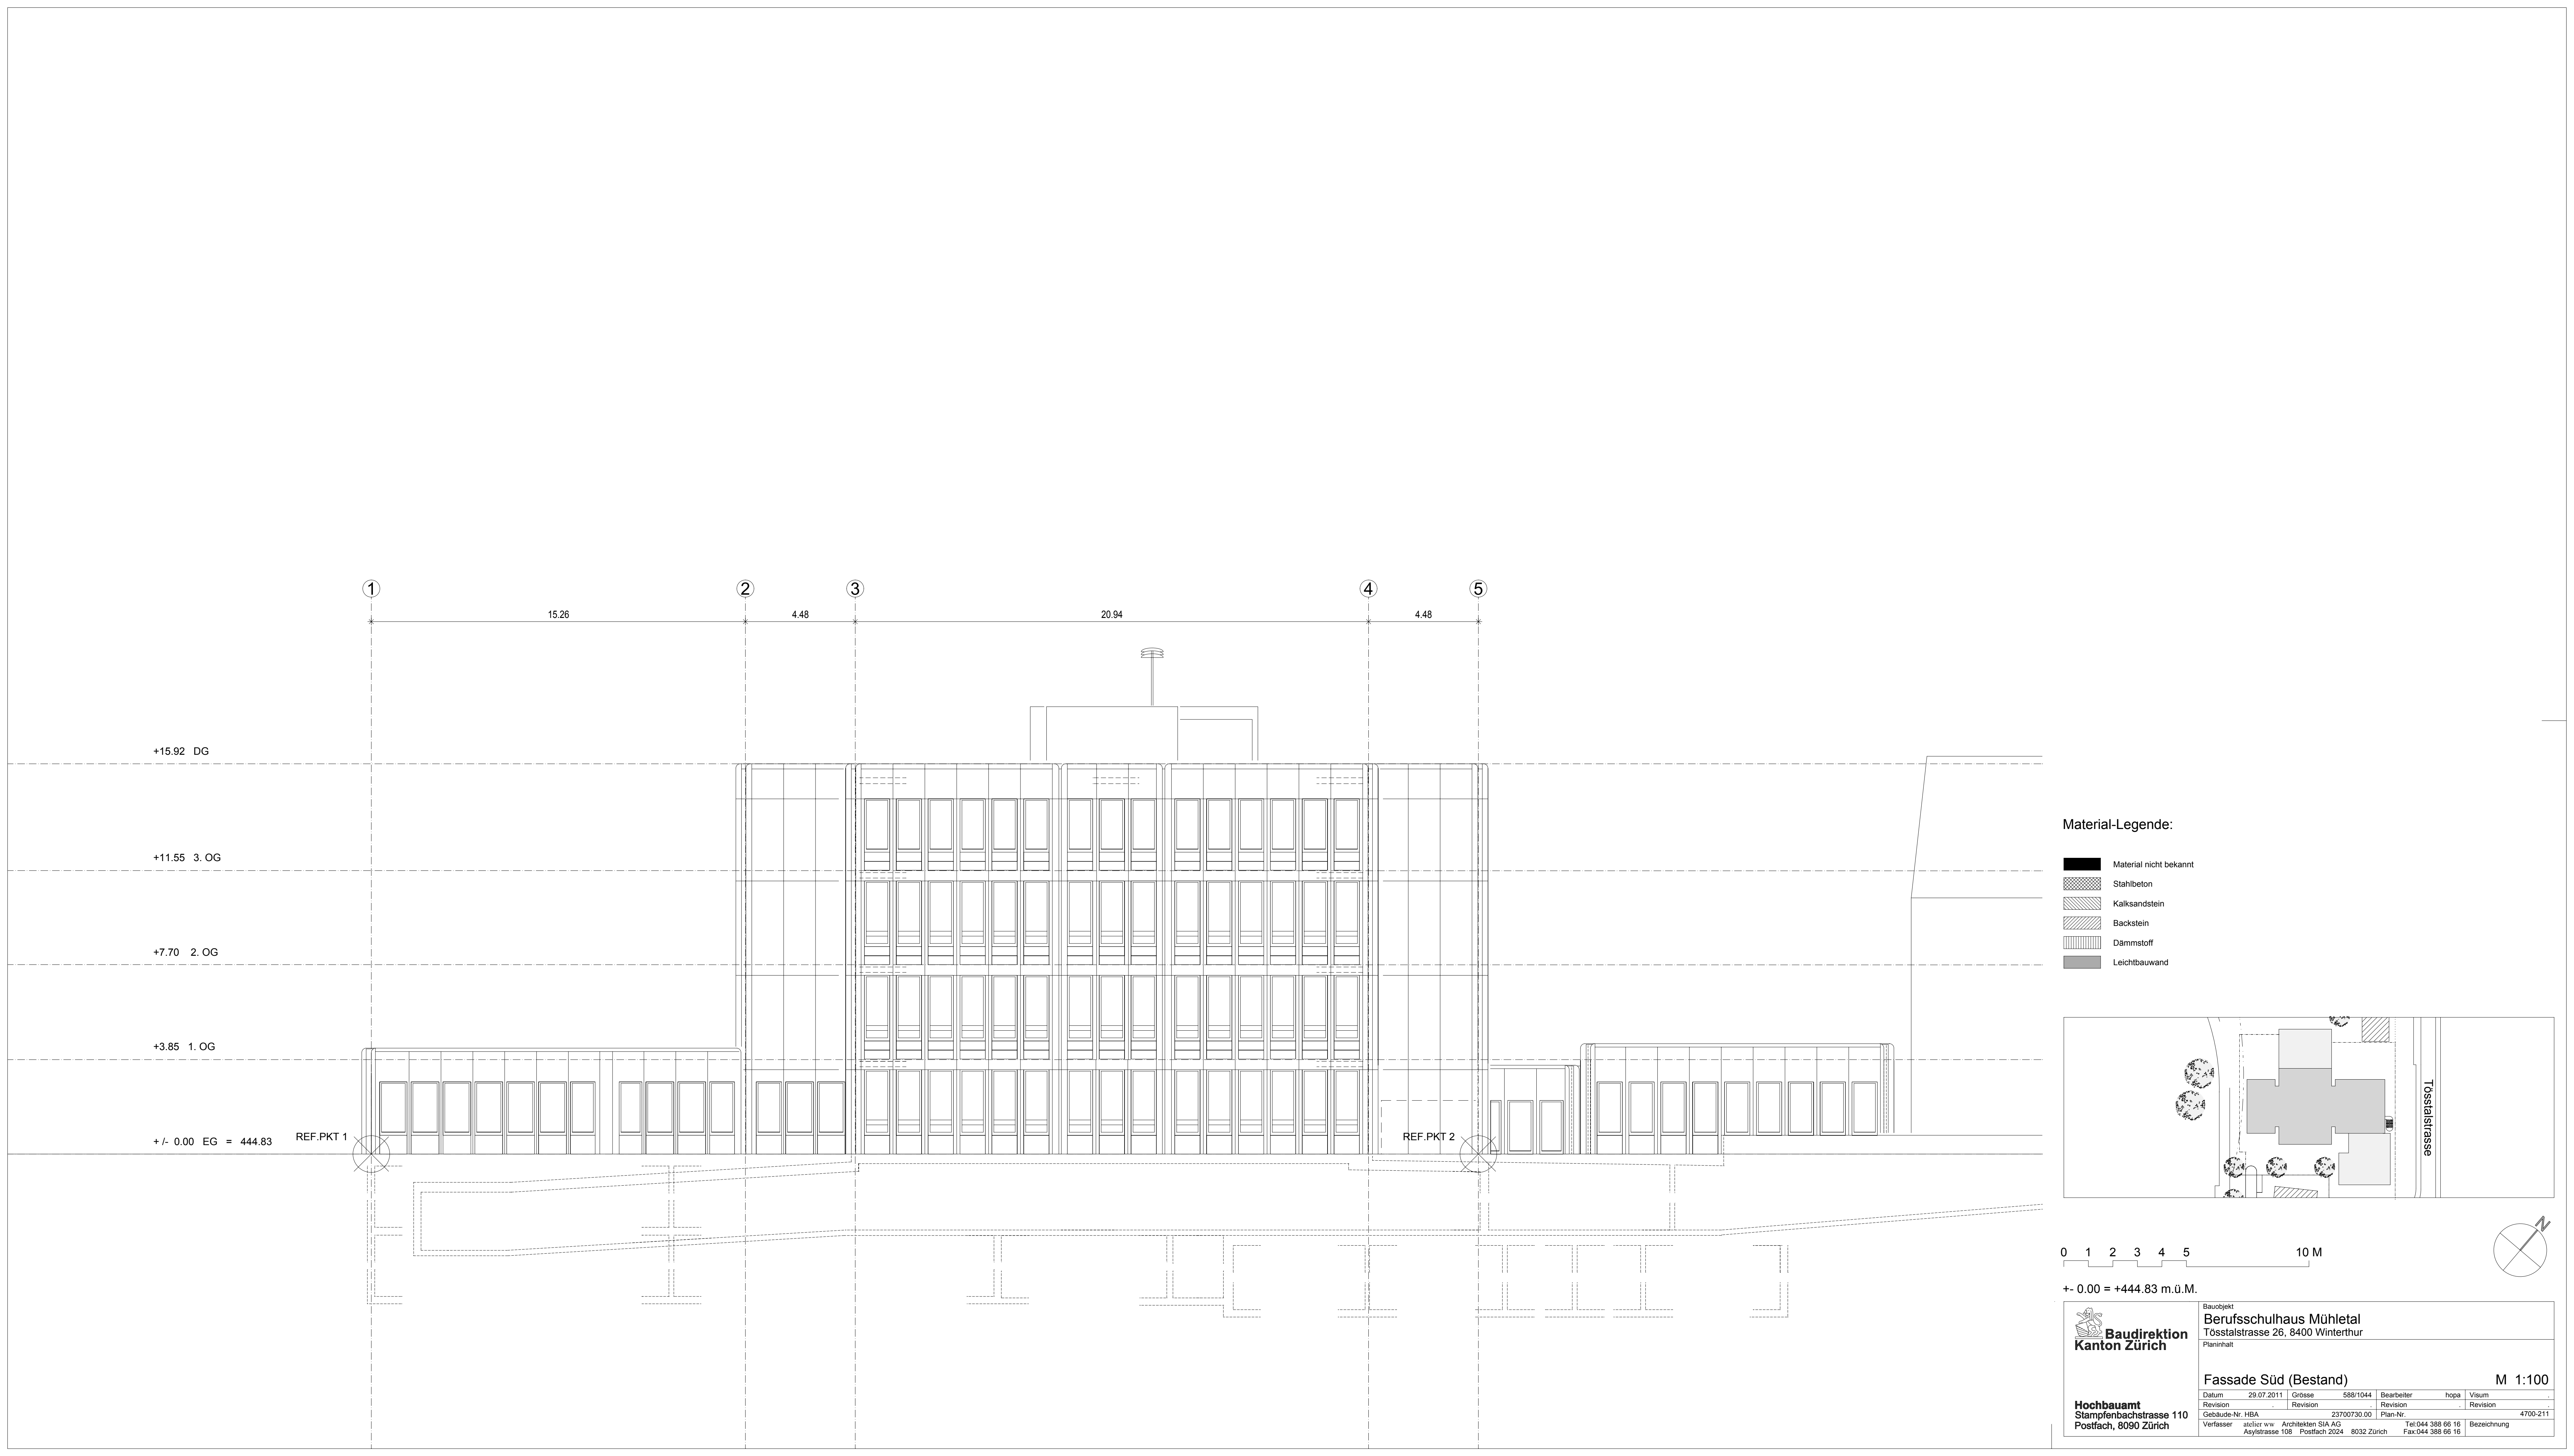 1 2 3 4 5
15.26 4.48 20.94 4.48
+15.92 DG
+11.55 3. OG
+7.70 2. OG
+3.85 1. OG
+ /- 0.00 EG = 444.83
REF.PKT 1
REF.PKT 2
Material-Legende:
Material nicht bekannt
Stahlbeton
Kalksandstein
Backstein
Dämmstoff
Leichtbauwand
Tösstalstrasse
N
0 1 2 3 4 5 10 M
+- 0.00 = +444.83 m.ü.M.
Baudirektion
Kanton Zürich
Hochbauamt
Stampfenbachstrasse 110
Postfach, 8090 Zürich
Bauobjekt
Berufsschulhaus Mühletal
Tösstalstrasse 26, 8400 Winterthur
Planinhalt
Fassade Süd (Bestand) M 1:100
Datum 29.07.2011 Grösse 588/1044 Bearbeiter hopa Visum .
Revision . Revision . Revision . Revision .
Gebäude-Nr. HBA 23700730.00 Plan-Nr. 4700-211
Verfasser atelier ww Architekten SIA AG Tel:044 388 66 16 Bezeichnung
Asylstrasse 108 Postfach 2024 8032 Zürich Fax:044 388 66 16